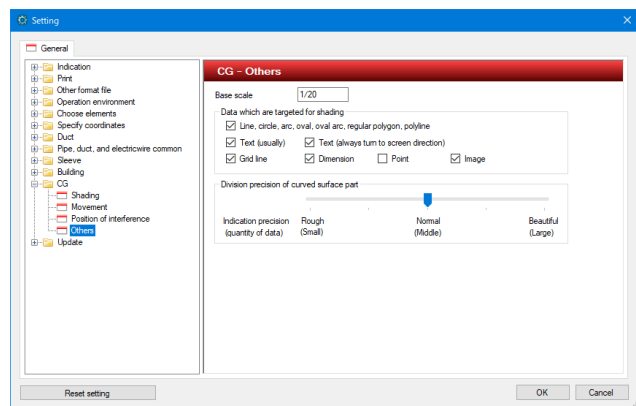 Setting
General
Indication
Print
Other format file
Operation environment
Choose elements
Specify coordinates
Duct
Pipe, duct, and electricwire common
Sleeve
Building
CG
Shading
Movement
Position of interference
Others
Update
CG - Others
Base scale 1/20
Data which are targeted for shading
Line, circle, arc, oval, oval arc, regular polygon, polyline
Text (usually) Text (always turn to screen direction)
Grid line Dimension Point Image
Division precision of curved surface part
Indication precision Rough Normal Beautiful
(quantity of data) (Small) (Middle) (Large)
Reset setting OK Cancel